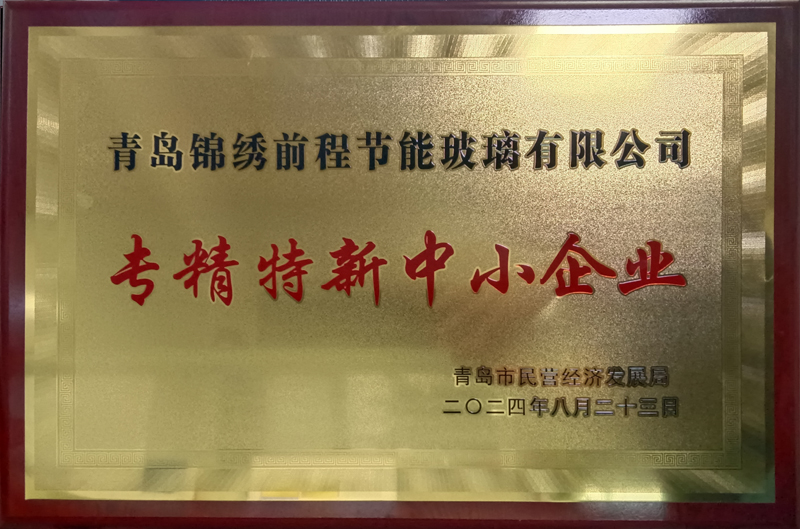 青岛锦绣前程节能玻璃有限公司
专精特新中小企业
青岛市民营经济发展局
二〇二四年八月二十三日